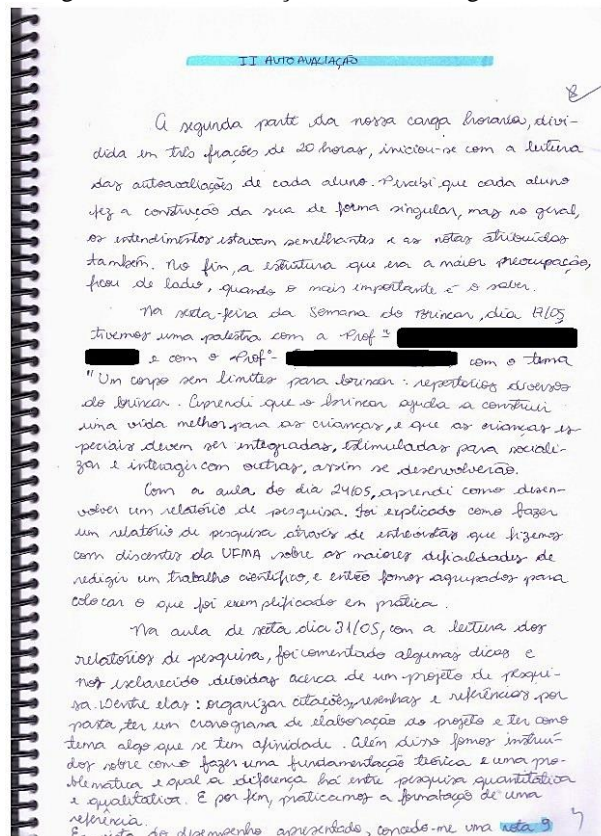 II AUTOAVALIAÇÃO
8
A segunda parte da nossa carga horária, divi-
dida em três frações de 20 horas, iniciou-se com a leitura
das autoavaliações de cada aluno. Percebi que cada aluno
fez a construção da sua de forma singular, mas no geral,
os entendimentos estavam semelhantes e as notas atribuídas
também. No fim, a estrutura que era a maior preocupação,
ficou de lado, quando o mais importante é o saber.
Na sexta-feira da Semana do Brincar, dia 17/05
tivemos uma palestra com a Profª
e com o Profº- com o tema
"Um corpo sem limites para brincar: repertórios diversos
do brincar. Aprendi que o brincar ajuda a construir
uma vida melhor para as crianças, e que as crianças es-
peciais devem ser integradas, estimuladas para sociali-
zar e interagir com outras, assim se desenvolverão.
Com a aula do dia 24/05, aprendi como desen-
volver um relatório de pesquisa. Foi explicado como fazer
um relatório de pesquisa através de entrevistas que fizemos
com discentes da UFMA sobre as maiores dificuldades de
redigir um trabalho científico, e então fomos agrupados para
colocar o que foi exemplificado em prática.
Na aula de sexta dia 31/05, com a leitura dos
relatórios de pesquisa, foi comentado algumas dicas e
nos esclarecido dúvidas acerca de um projeto de pesqui-
sa. Dentre elas: organizar citações, resenhas e referências por
pasta, ter um cronograma de elaboração do projeto e ter como
tema algo que se tem afinidade. Além disso fomos instruí-
dos sobre como fazer uma fundamentação teórica e uma pro-
blemática e qual a diferença há entre pesquisa quantitativa
e qualitativa. E por fim, praticamos a formatação de uma
referência.
do desempenho apresentado, concedo-me uma nota 9